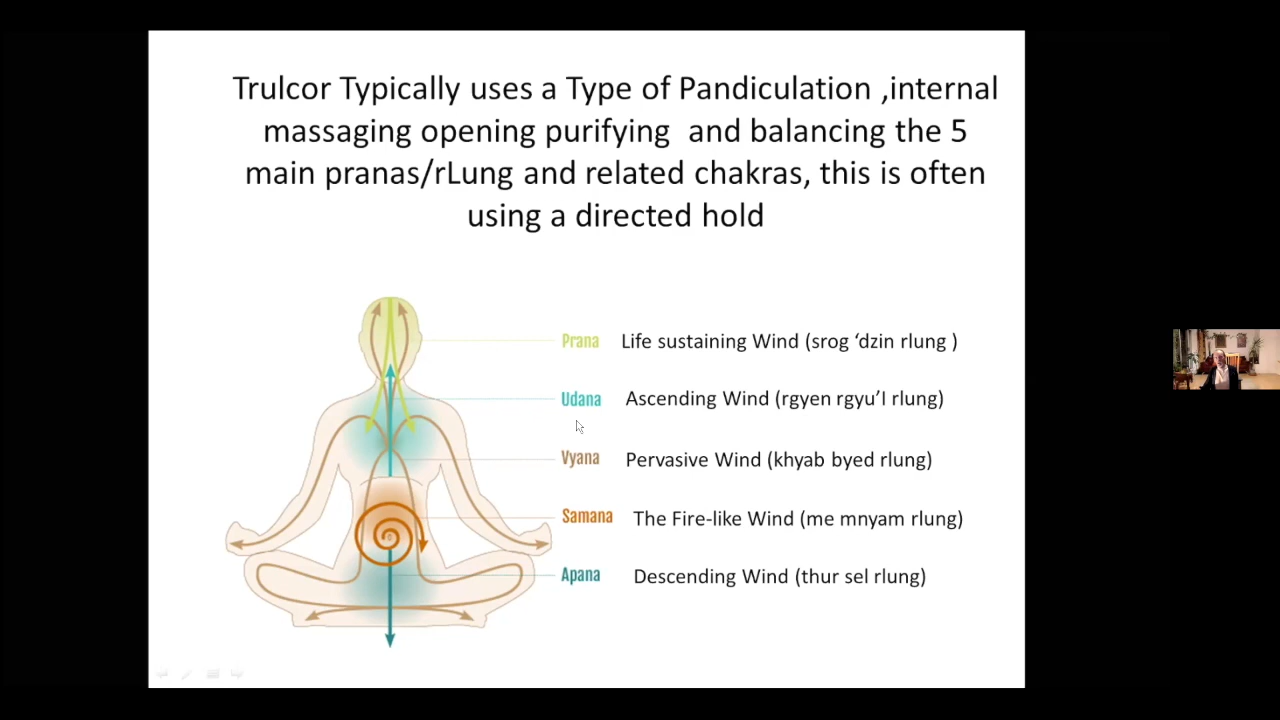 Trulcor Typically uses a Type of Pandiculation ,internal
massaging opening purifying  and balancing the 5
main pranas/rLung and related chakras, this is often
using a directed hold
Prana Life sustaining Wind (srog ‘dzin rlung )
Udana Ascending Wind (rgyen rgyu’I rlung)
Vyana Pervasive Wind (khyab byed rlung)
Samana The Fire-like Wind (me mnyam rlung)
Apana Descending Wind (thur sel rlung)